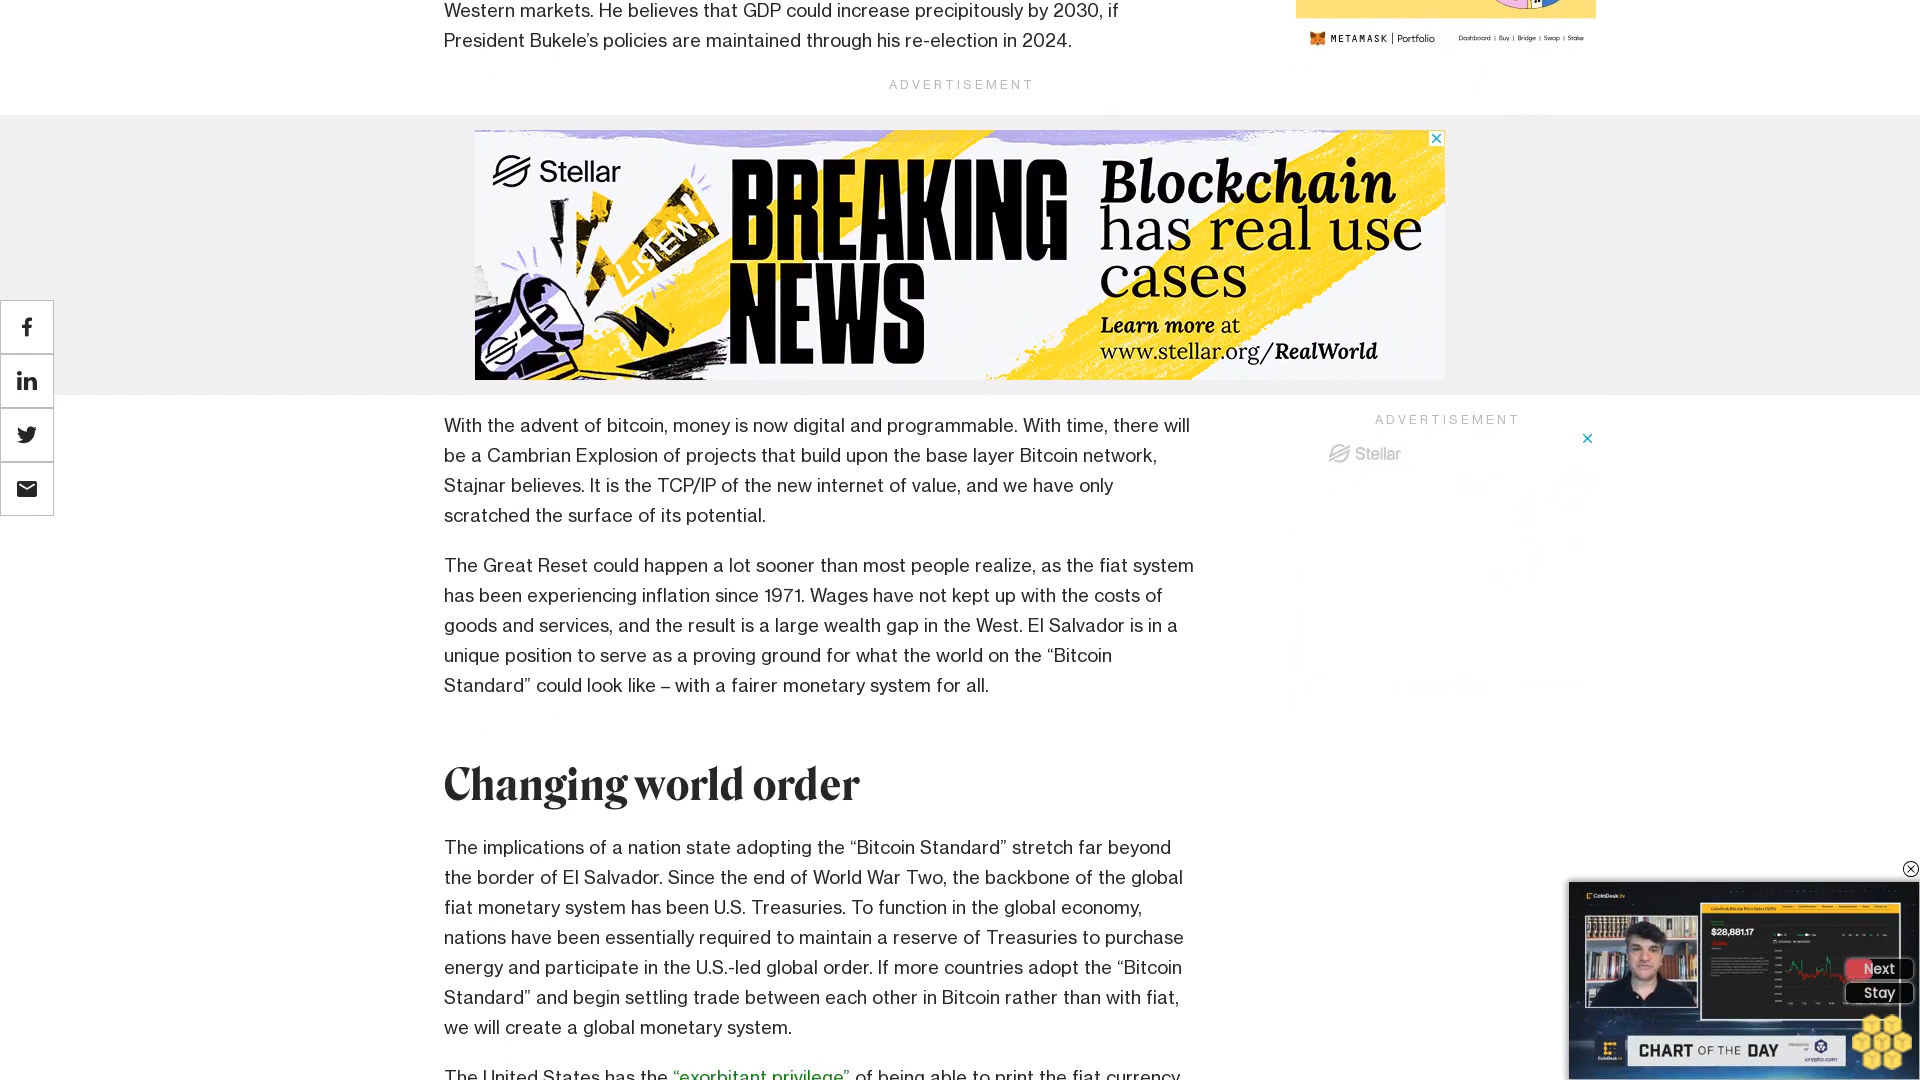 Western markets. He believes that GDP could increase precipitously by 2030, if
President Bukele’s policies are maintained through his re-election in 2024.
METAMASK | Portfolio
Dashboard | Buy | Bridge | Swap | Stake
ADVERTISEMENT
Stellar
LISTEN!
BREAKING
NEWS
Blockchain
has real use
cases
Learn more at
www.stellar.org/RealWorld
With the advent of bitcoin, money is now digital and programmable. With time, there will
be a Cambrian Explosion of projects that build upon the base layer Bitcoin network,
Stajnar believes. It is the TCP/IP of the new internet of value, and we have only
scratched the surface of its potential.
ADVERTISEMENT
Stellar
The Great Reset could happen a lot sooner than most people realize, as the fiat system
has been experiencing inflation since 1971. Wages have not kept up with the costs of
goods and services, and the result is a large wealth gap in the West. El Salvador is in a
unique position to serve as a proving ground for what the world on the “Bitcoin
Standard” could look like – with a fairer monetary system for all.
Changing world order
The implications of a nation state adopting the “Bitcoin Standard” stretch far beyond
the border of El Salvador. Since the end of World War Two, the backbone of the global
fiat monetary system has been U.S. Treasuries. To function in the global economy,
nations have been essentially required to maintain a reserve of Treasuries to purchase
energy and participate in the U.S.-led global order. If more countries adopt the “Bitcoin
Standard” and begin settling trade between each other in Bitcoin rather than with fiat,
we will create a global monetary system.
The United States has the “exorbitant privilege” of being able to print the fiat currency
CoinDesk.tv
$28,881.17
Next
Stay
CHART OF THE DAY
crypto.com